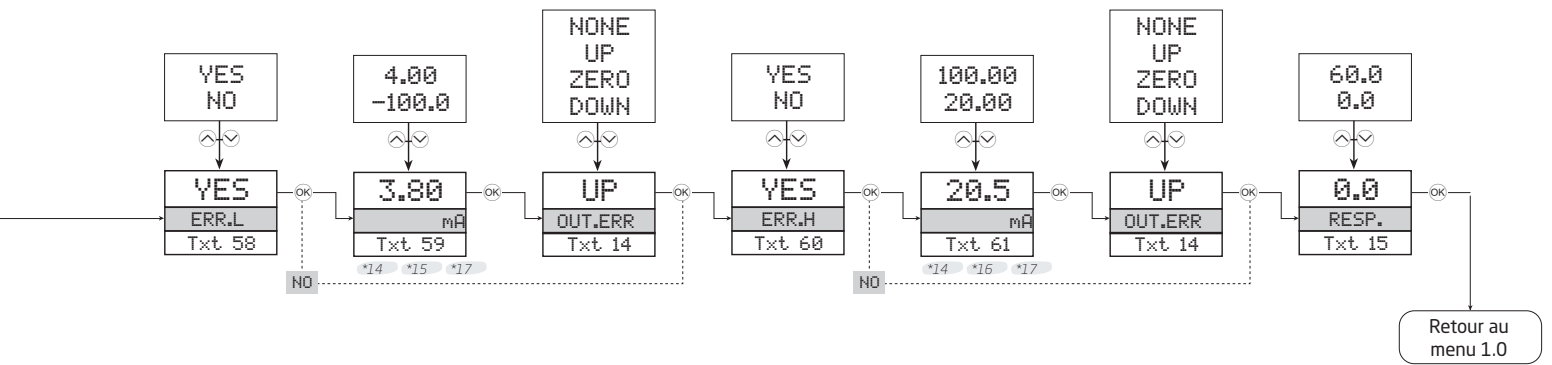 YES
NO
4.00
-100.0
NONE
UP
ZERO
DOWN
YES
NO
100.00
20.00
NONE
UP
ZERO
DOWN
60.0
0.0
YES
ERR.L
Txt 58
OK
3.80
mA
Txt 59
*14 *15 *17
OK
UP
OUT.ERR
Txt 14
OK
NO
YES
ERR.H
Txt 60
OK
20.5
mA
Txt 61
*14 *16 *17
OK
UP
OUT.ERR
Txt 14
OK
NO
0.0
RESP.
Txt 15
OK
Retour au
menu 1.0